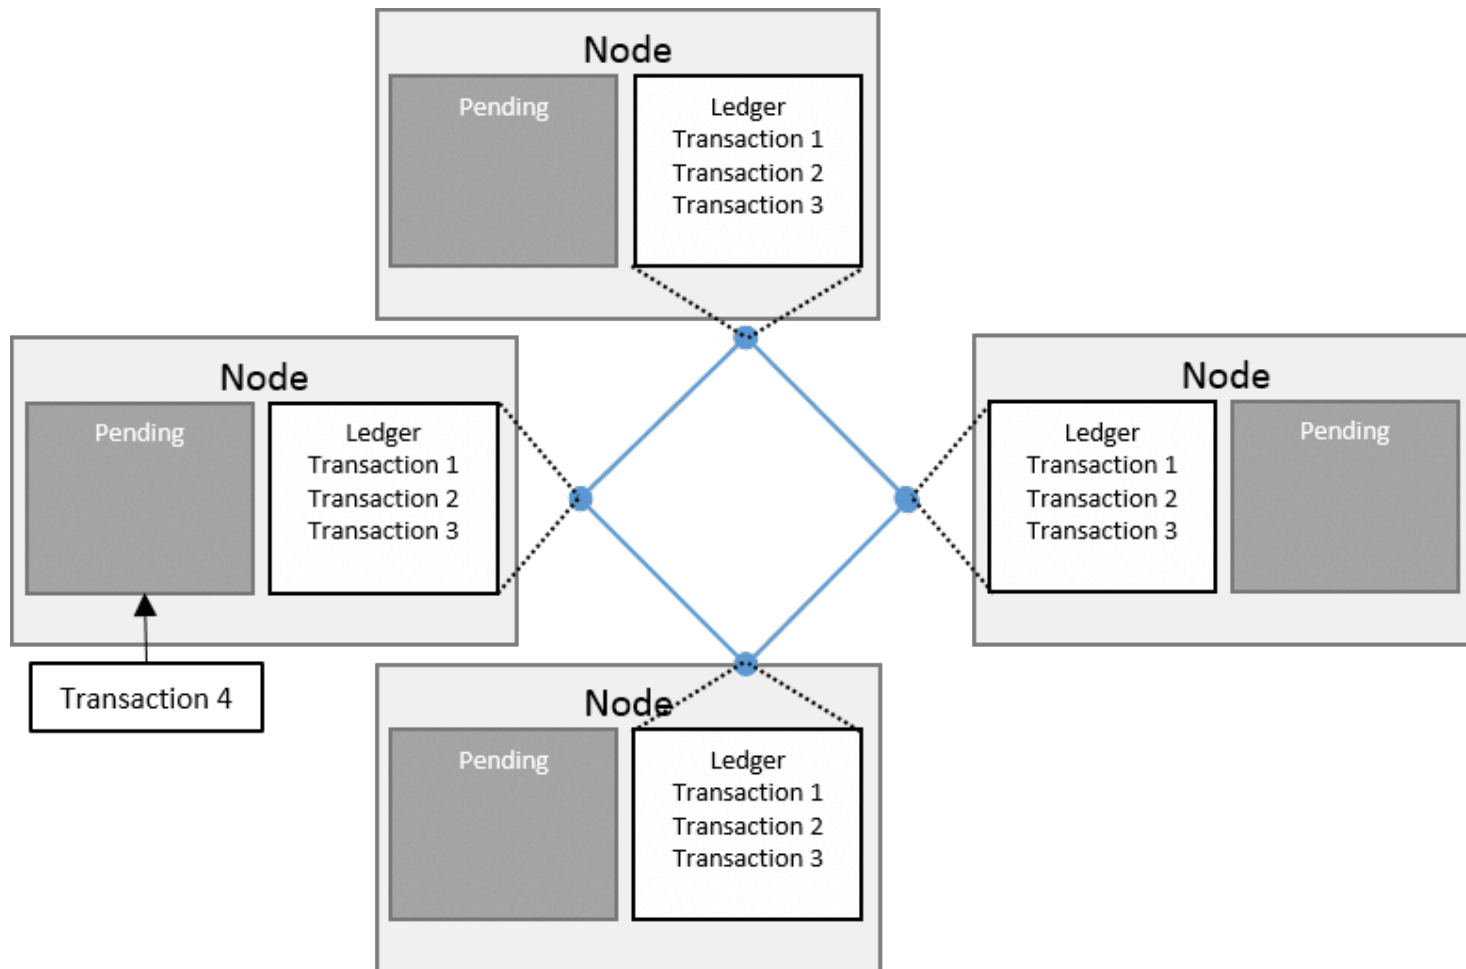 Node
Pending
Ledger
Transaction 1
Transaction 2
Transaction 3
Node
Pending
Ledger
Transaction 1
Transaction 2
Transaction 3
Transaction 4
Node
Ledger
Transaction 1
Transaction 2
Transaction 3
Pending
Node
Pending
Ledger
Transaction 1
Transaction 2
Transaction 3